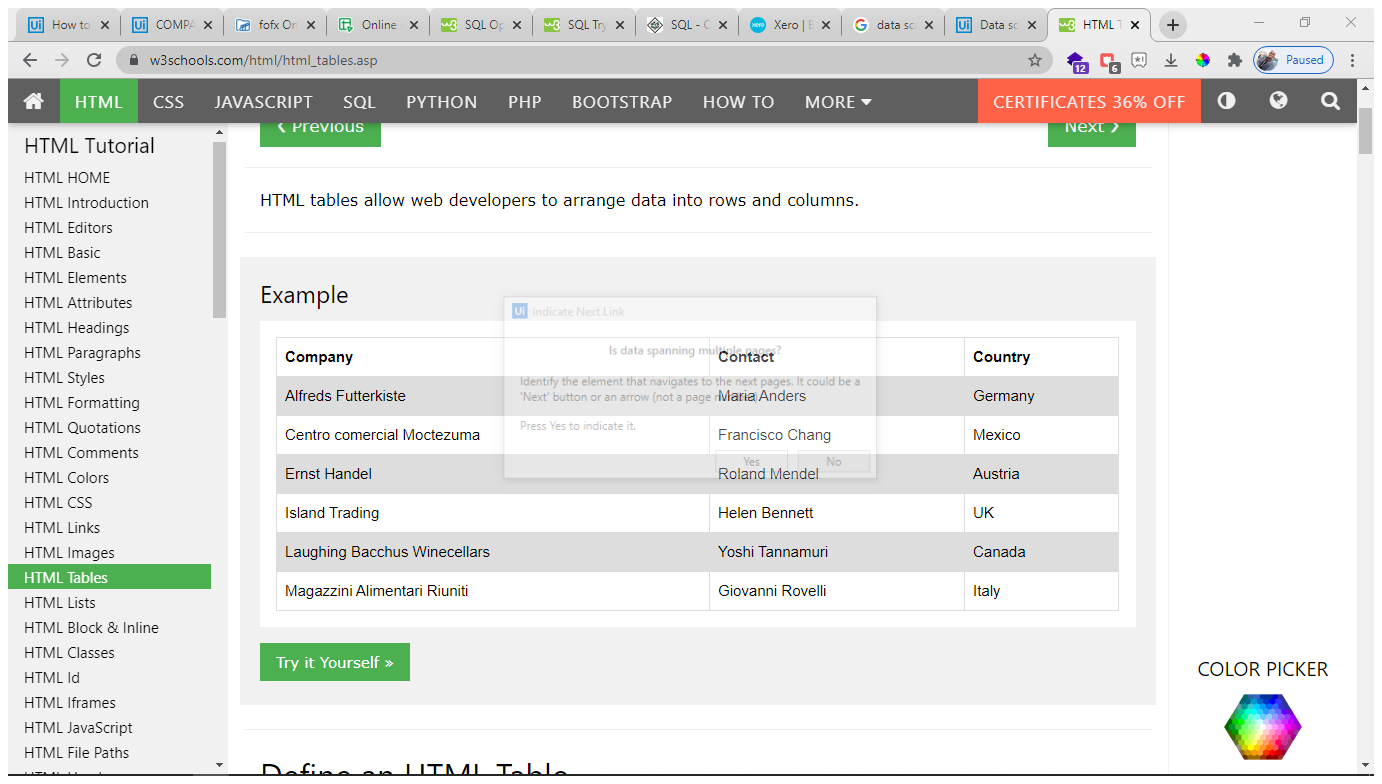 How to
COMPA
fofx On
Online
SQL Op
SQL Try
SQL - C
Xero | B
data sc
Data sc
HTML T
w3schools.com/html/html_tables.asp
12
6
Paused
HTML CSS JAVASCRIPT SQL PYTHON PHP BOOTSTRAP HOW TO MORE CERTIFICATES 36% OFF
HTML Tutorial
HTML HOME
HTML Introduction
HTML Editors
HTML Basic
HTML Elements
HTML Attributes
HTML Headings
HTML Paragraphs
HTML Styles
HTML Formatting
HTML Quotations
HTML Comments
HTML Colors
HTML CSS
HTML Links
HTML Images
HTML Tables
HTML Lists
HTML Block & Inline
HTML Classes
HTML Id
HTML Iframes
HTML JavaScript
HTML File Paths
❮ Previous
Next ❯
HTML tables allow web developers to arrange data into rows and columns.
Example
Company Contact Country
Alfreds Futterkiste Maria Anders Germany
Centro comercial Moctezuma Francisco Chang Mexico
Ernst Handel Roland Mendel Austria
Island Trading Helen Bennett UK
Laughing Bacchus Winecellars Yoshi Tannamuri Canada
Magazzini Alimentari Riuniti Giovanni Rovelli Italy
Ui Indicate Next Link
Is data spanning multiple pages?
Identify the element that navigates to the next pages. It could be a
'Next' button or an arrow (not a page number)
Press Yes to indicate it.
Yes No
Try it Yourself »
Define an HTML Table
COLOR PICKER